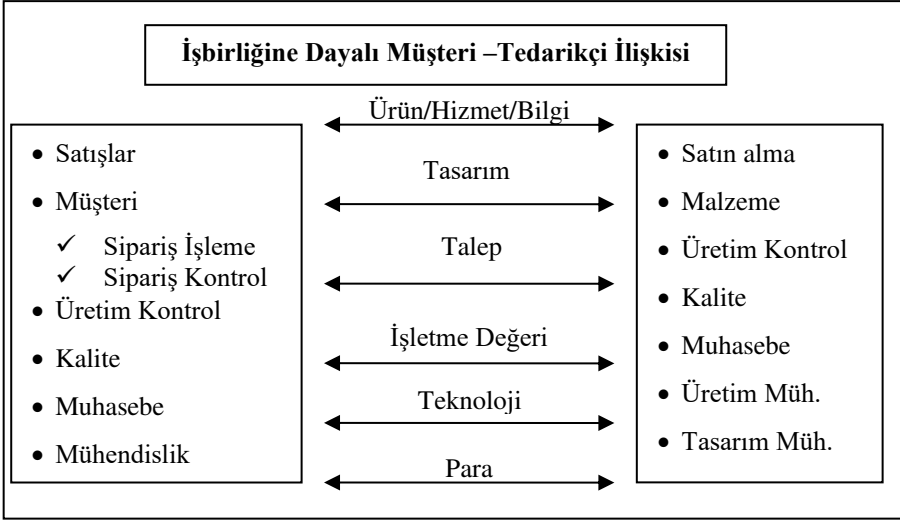 İşbirliğine Dayalı Müşteri –Tedarikçi İlişkisi
• Satışlar
• Müşteri
✓ Sipariş İşleme
✓ Sipariş Kontrol
• Üretim Kontrol
• Kalite
• Muhasebe
• Mühendislik
Ürün/Hizmet/Bilgi
Tasarım
Talep
İşletme Değeri
Teknoloji
Para
• Satın alma
• Malzeme
• Üretim Kontrol
• Kalite
• Muhasebe
• Üretim Müh.
• Tasarım Müh.